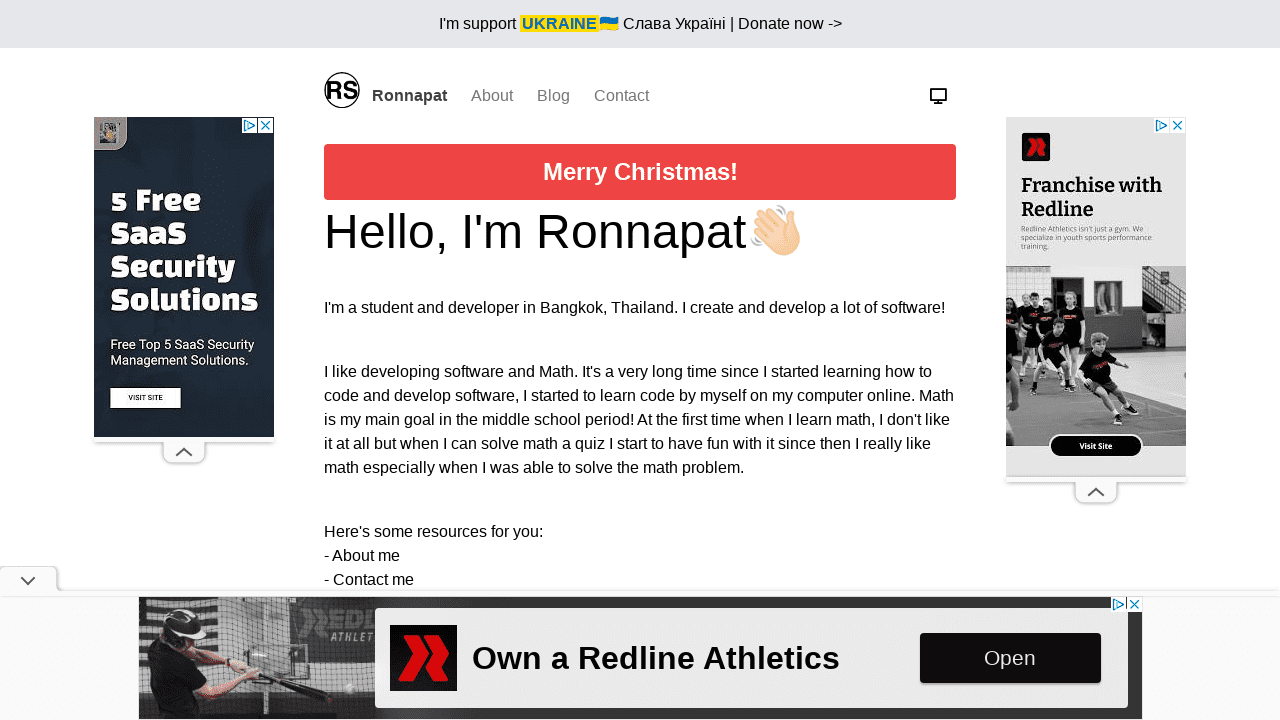 I'm support UKRAINE🇺🇦 Слава Україні | Donate now ->
RS Ronnapat About Blog Contact
Merry Christmas!
Hello, I'm Ronnapat👋🏻
I'm a student and developer in Bangkok, Thailand. I create and develop a lot of software!
I like developing software and Math. It's a very long time since I started learning how to
code and develop software, I started to learn code by myself on my computer online. Math
is my main goal in the middle school period! At the first time when I learn math, I don't like
it at all but when I can solve math a quiz I start to have fun with it since then I really like
math especially when I was able to solve the math problem.
Here's some resources for you:
- About me
- Contact me
5 Free
SaaS
Security
Solutions
Free Top 5 SaaS Security
Management Solutions.
VISIT SITE
Franchise with
Redline
Redline Athletics isn't just a gym. We
specialize in youth sports performance
training.
Visit Site
Own a Redline Athletics
Open